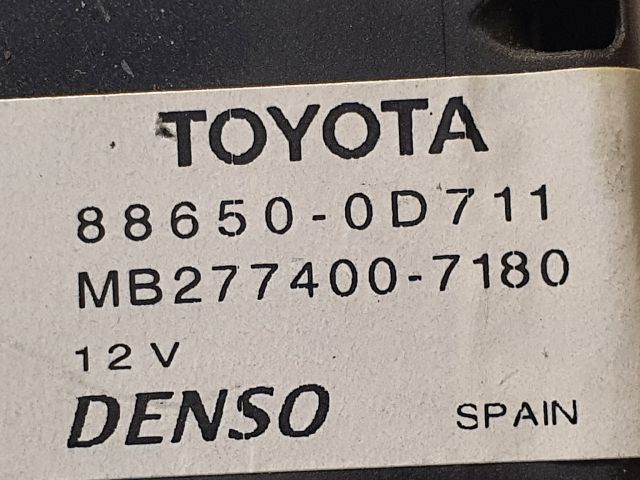 TOYOTA
88650-0D711
MB277400-7180
12V
DENSO SPAIN